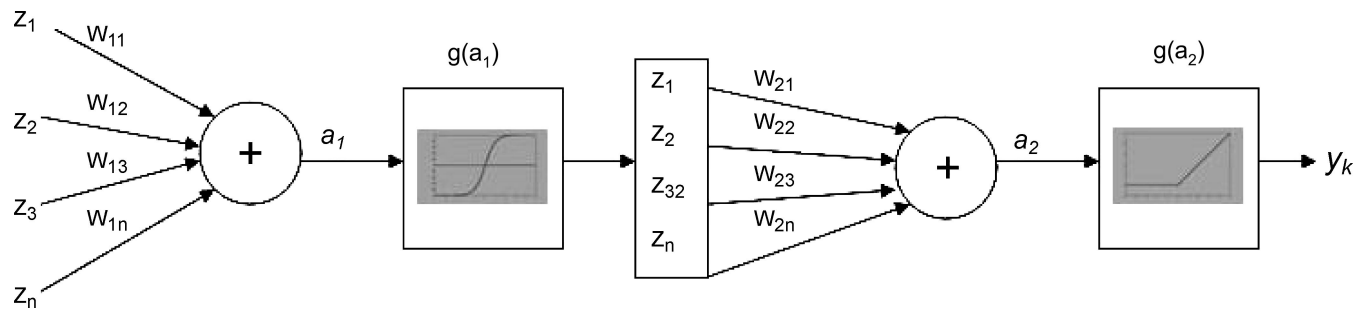 z1
w11
w12
z2
w13
z3
w1n
zn
+
a1
g(a1)
z1
z2
z32
zn
w21
w22
w23
w2n
+
a2
g(a2)
yk